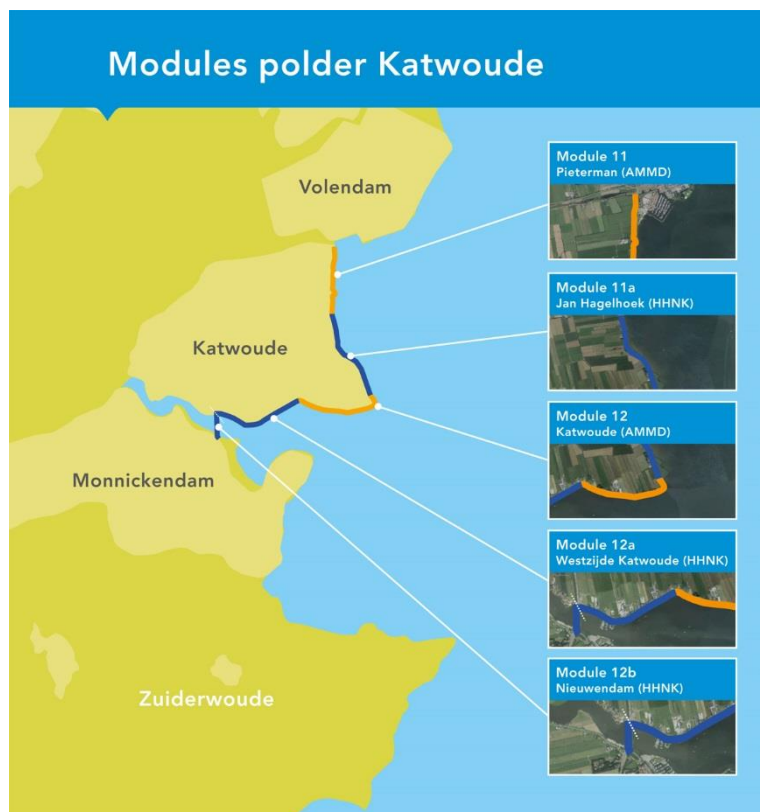 Modules polder Katwoude
Volendam
Katwoude
Monnickendam
Zuiderwoude
Module 11
Pieterman (AMMD)
Module 11a
Jan Hagelhoek (HHNK)
Module 12
Katwoude (AMMD)
Module 12a
Westzijde Katwoude (HHNK)
Module 12b
Nieuwendam (HHNK)